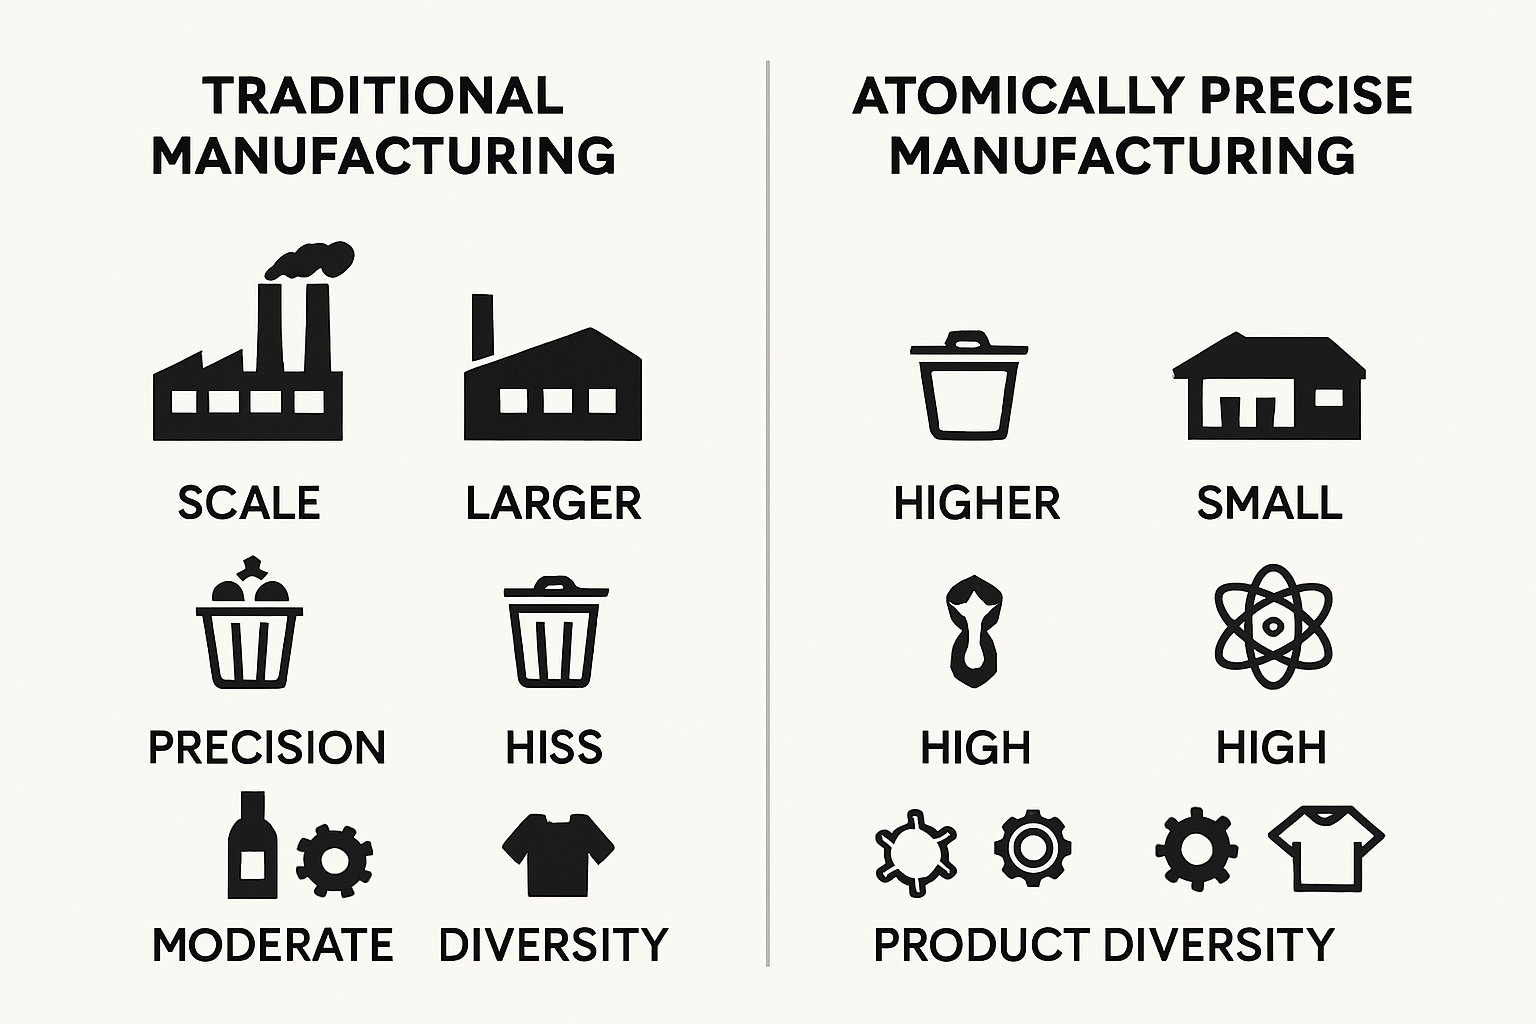 TRADITIONAL
MANUFACTURING
SCALE
LARGER
PRECISION
HISS
MODERATE
DIVERSITY
ATOMICALLY PRECISE
MANUFACTURING
HIGHER
SMALL
HIGH
HIGH
PRODUCT DIVERSITY